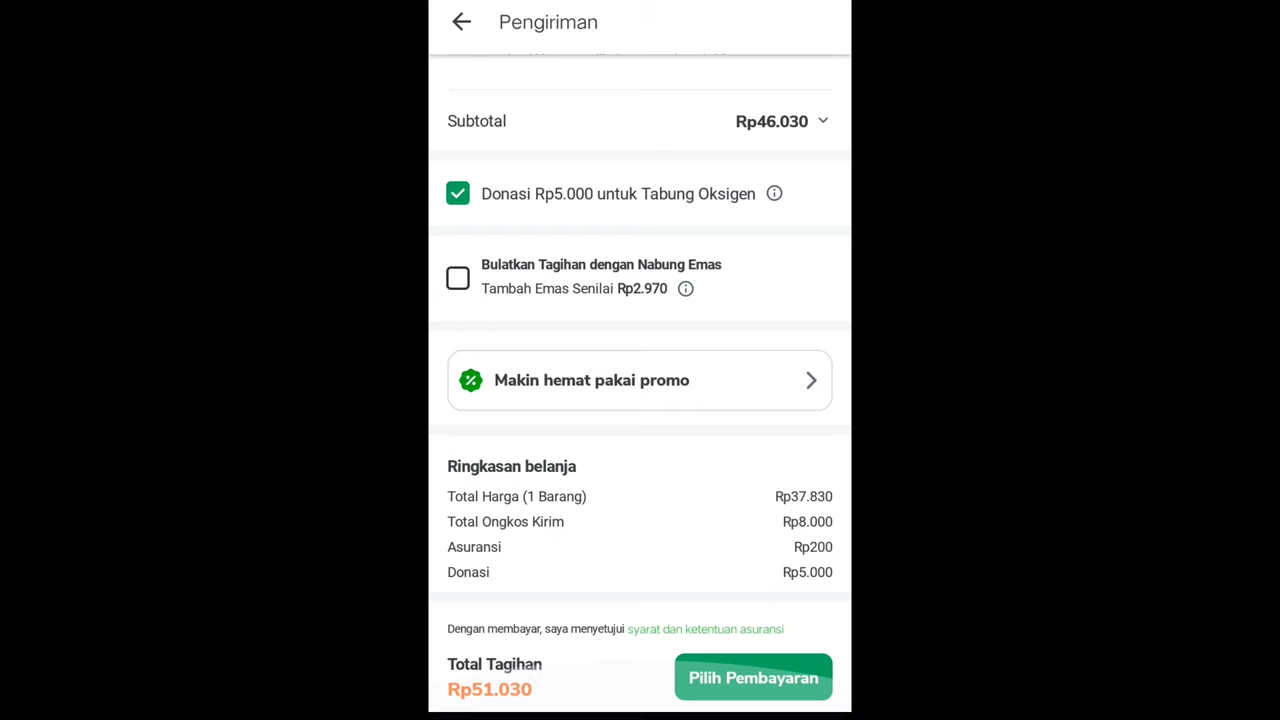 Pengiriman
Subtotal Rp46.030
Donasi Rp5.000 untuk Tabung Oksigen
Bulatkan Tagihan dengan Nabung Emas
Tambah Emas Senilai Rp2.970
Makin hemat pakai promo
Ringkasan belanja
Total Harga (1 Barang) Rp37.830
Total Ongkos Kirim Rp8.000
Asuransi Rp200
Donasi Rp5.000
Dengan membayar, saya menyetujui syarat dan ketentuan asuransi
Total Tagihan
Rp51.030
Pilih Pembayaran